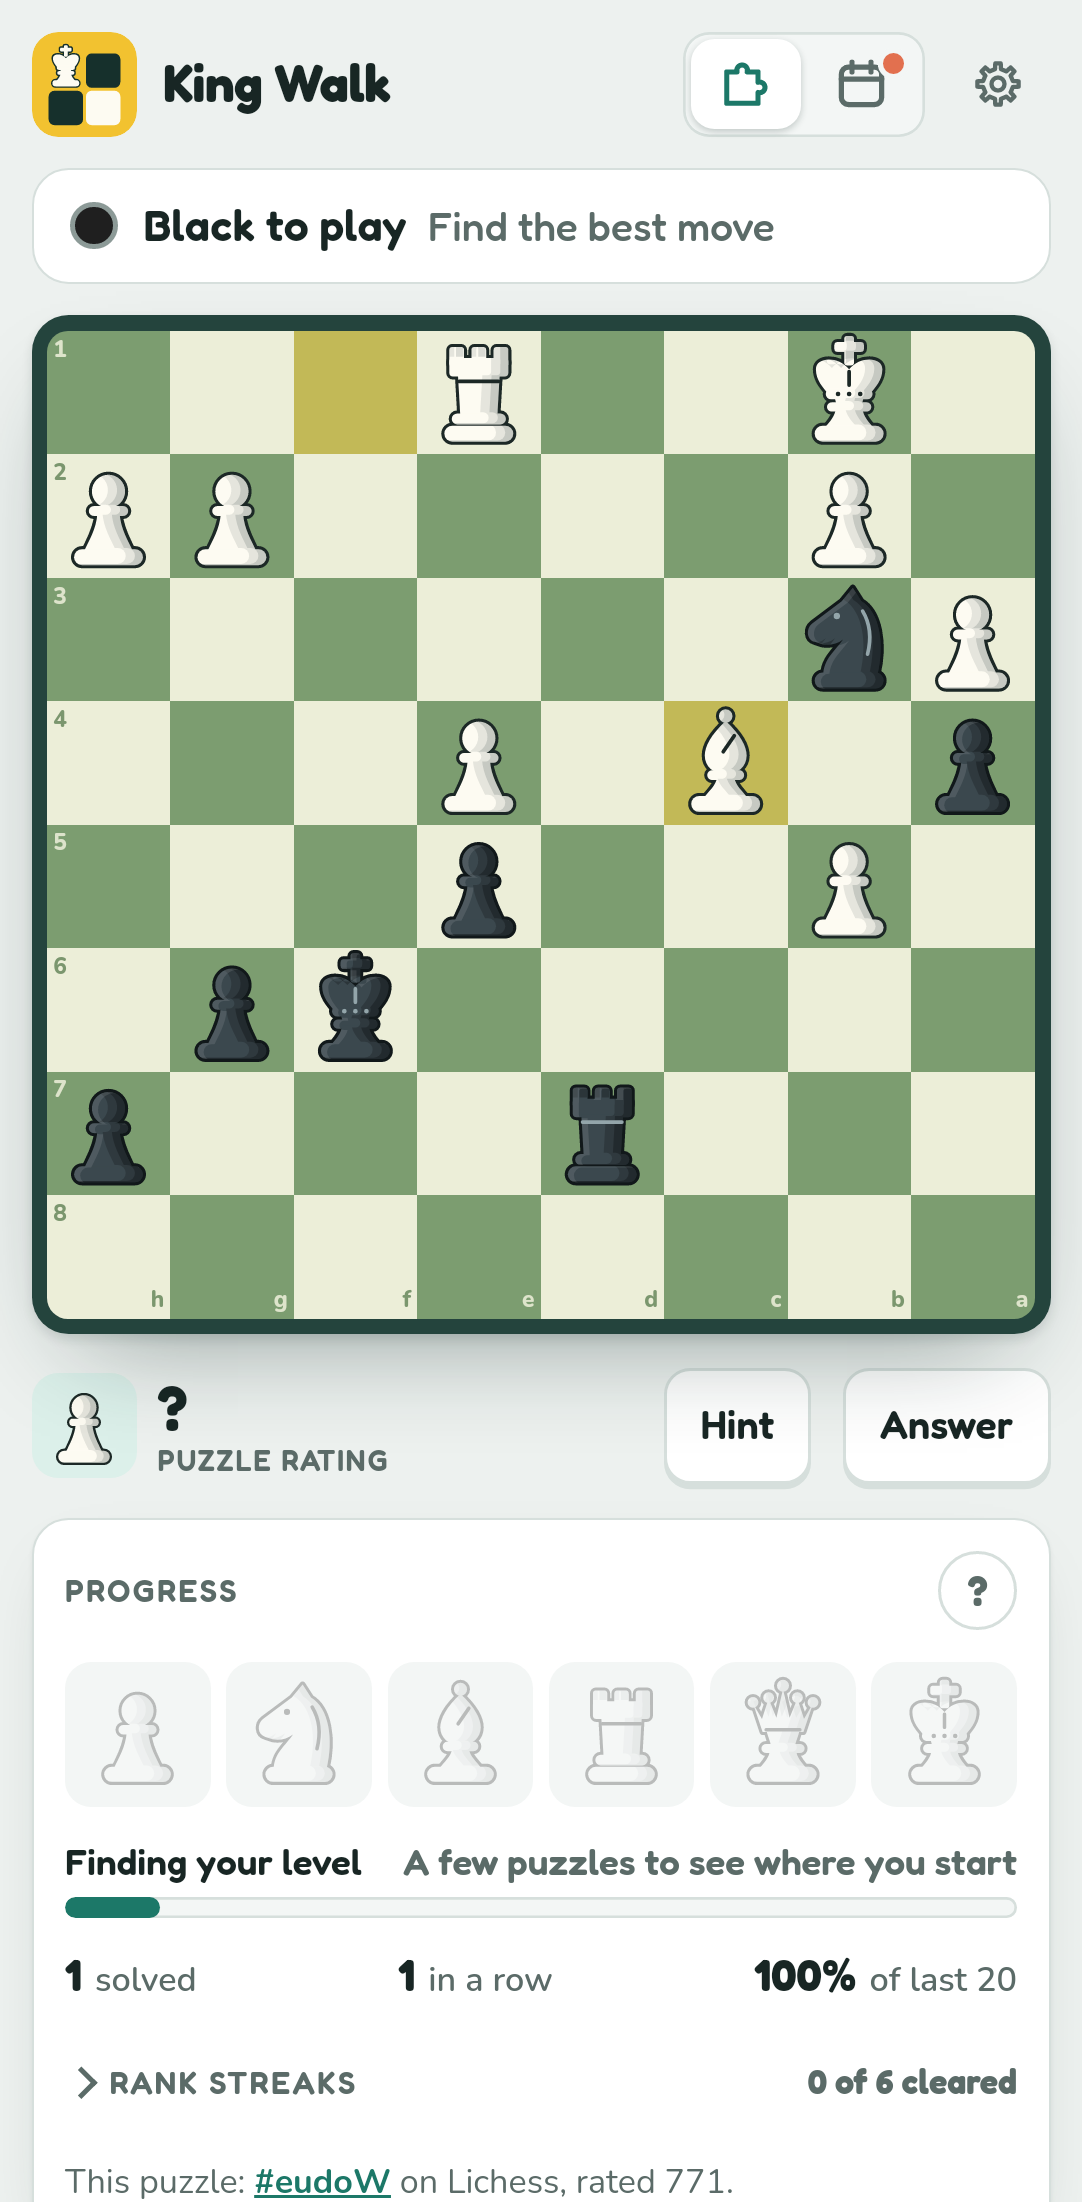 King Walk
Black to play Find the best move
1
2
3
4
5
6
7
8
h g f e d c b a
?
PUZZLE RATING
Hint
Answer
PROGRESS
?
Finding your level A few puzzles to see where you start
1 solved 1 in a row 100% of last 20
RANK STREAKS 0 of 6 cleared
This puzzle: #eudoW on Lichess, rated 771.